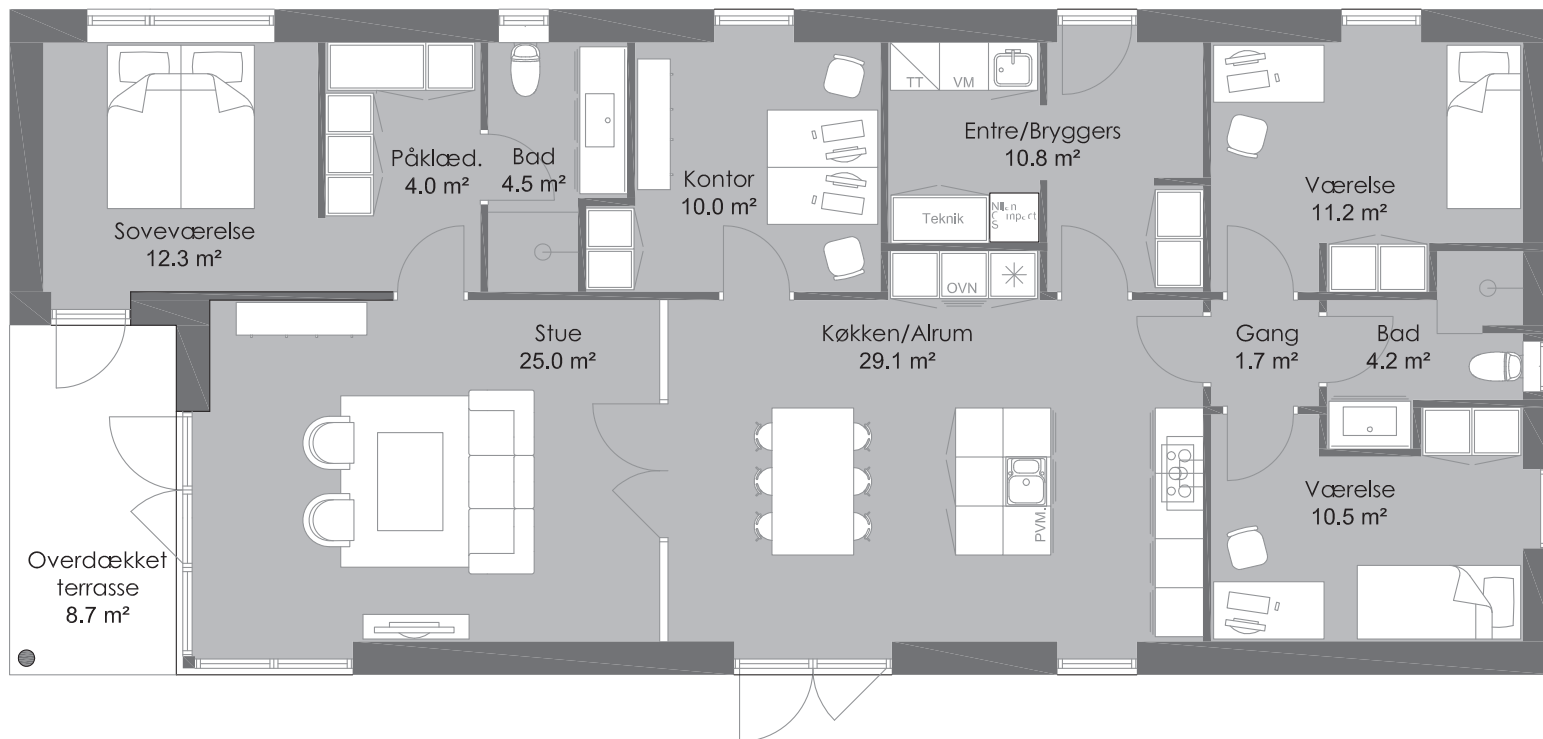 TT
VM
Entre/Bryggers
10.8 m²
Påklæd.
4.0 m²
Bad
4.5 m²
Kontor
10.0 m²
Værelse
11.2 m²
Soveværelse
12.3 m²
Teknik
OVN
Stue
25.0 m²
Køkken/Alrum
29.1 m²
Gang
1.7 m²
Bad
4.2 m²
Værelse
10.5 m²
PVM.
Overdækket
terrasse
8.7 m²